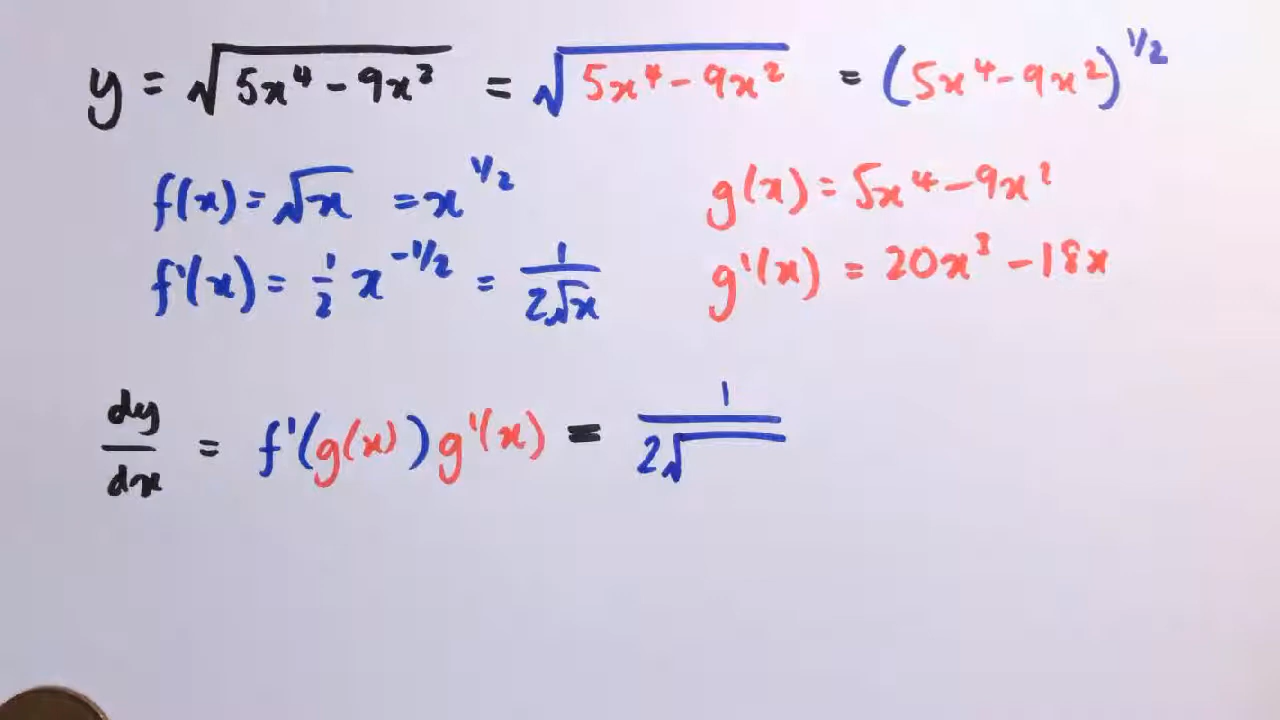 y = √(5x⁴ - 9x²) = √(5x⁴ - 9x²) = (5x⁴ - 9x²)^1/2
f(x) = √x = x^1/2 g(x) = 5x⁴ - 9x²
f'(x) = 1/2 x^-1/2 = 1/(2√x) g'(x) = 20x³ - 18x
dy/dx = f'(g(x))g'(x) = 1/(2√)